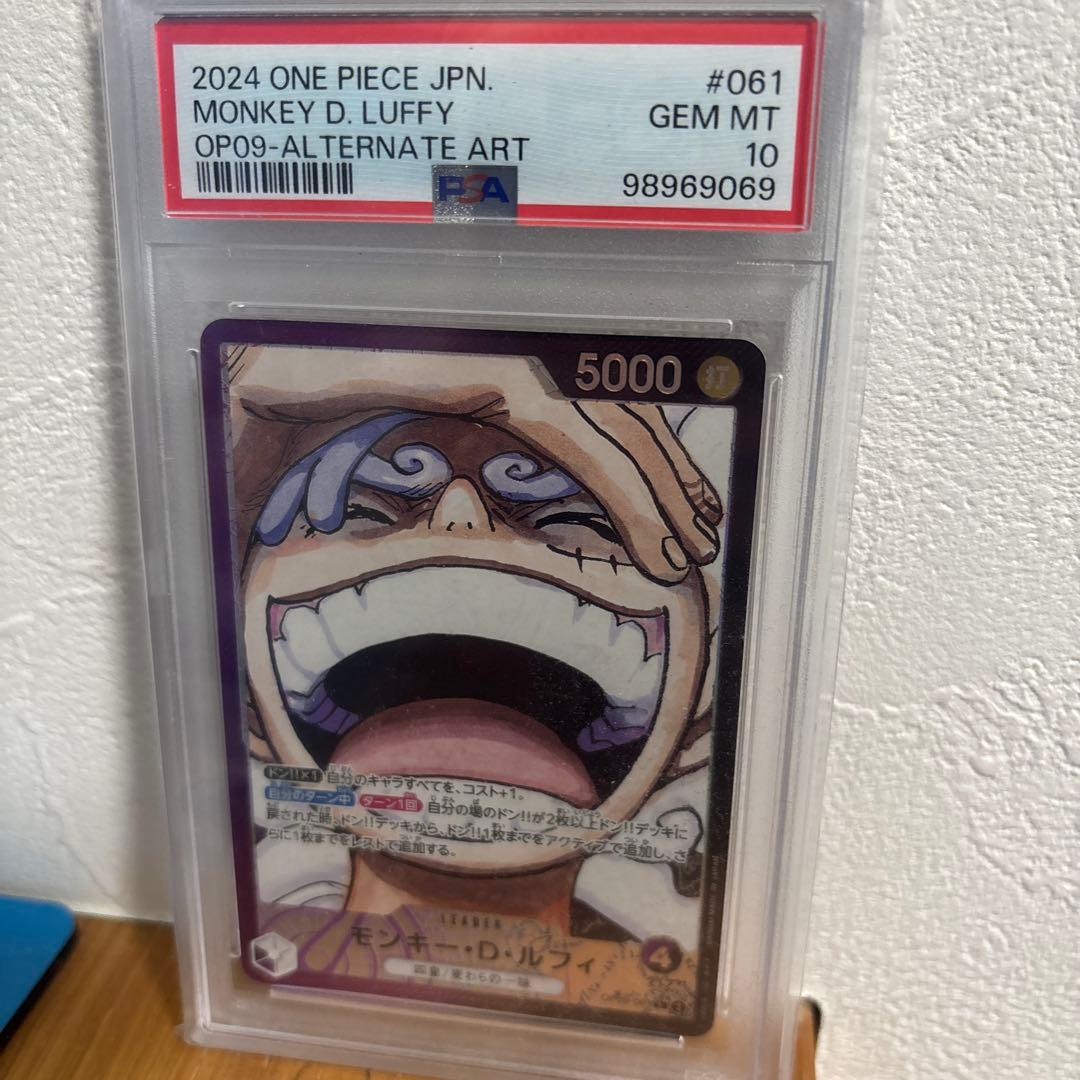 2024 ONE PIECE JPN. #061
MONKEY D. LUFFY GEM MT
OP09-ALTERNATE ART 10
PSA 98969069
5000 打
ドン!!×1 自分のキャラすべてを、コスト+1。
自分のターン中 ターン1回 自分の場のドン!!が2枚以上ドン!!デッキに
戻された時、ドン!!デッキから、ドン!!1枚までをアクティブで追加し、さ
らに1枚までをレストで追加する。
LEADER
モンキー・D・ルフィ 4
四皇/麦わらの一味